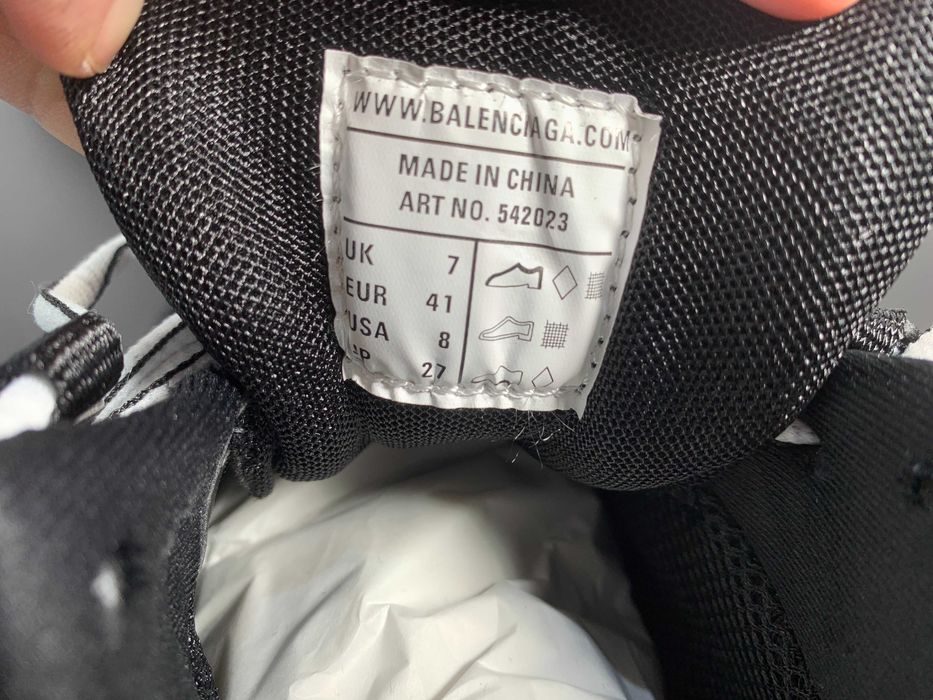 WWW.BALENCIAGA.COM
MADE IN CHINA
ART NO. 542023
UK 7
EUR 41
USA 8
27